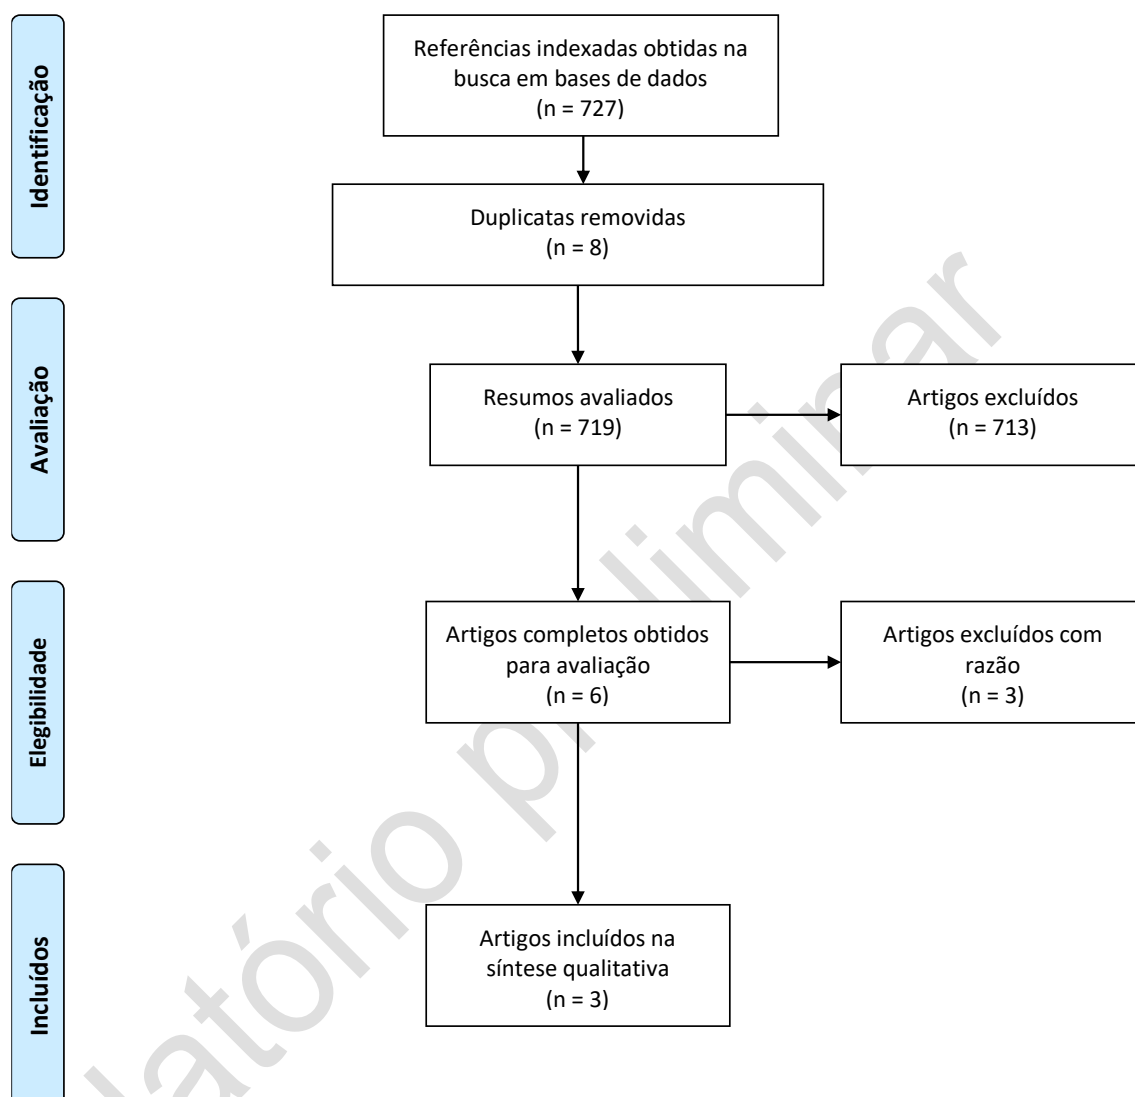 Identificação
Referências indexadas obtidas na
busca em bases de dados
(n = 727)
Duplicatas removidas
(n = 8)
Avaliação
Resumos avaliados
(n = 719)
Artigos excluídos
(n = 713)
Elegibilidade
Artigos completos obtidos
para avaliação
(n = 6)
Artigos excluídos com
razão
(n = 3)
Incluídos
Artigos incluídos na
síntese qualitativa
(n = 3)